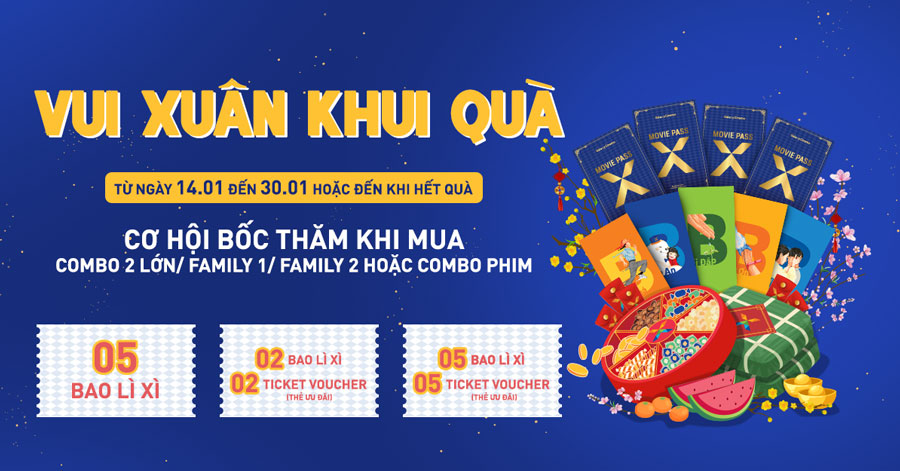 VUI XUÂN KHUI QUÀ
TỪ NGÀY 14.01 ĐẾN 30.01 HOẶC ĐẾN KHI HẾT QUÀ
CƠ HỘI BỐC THĂM KHI MUA
COMBO 2 LỚN/ FAMILY 1/ FAMILY 2 HOẶC COMBO PHIM
05
BAO LÌ XÌ
02 BAO LÌ XÌ
02 TICKET VOUCHER
(THẺ ƯU ĐÃI)
05 BAO LÌ XÌ
05 TICKET VOUCHER
(THẺ ƯU ĐÃI)
MOVIE PASS
X
MOVIE PASS
X
MOVIE PASS
X
MOVIE PASS
X
B
B
B
B
B